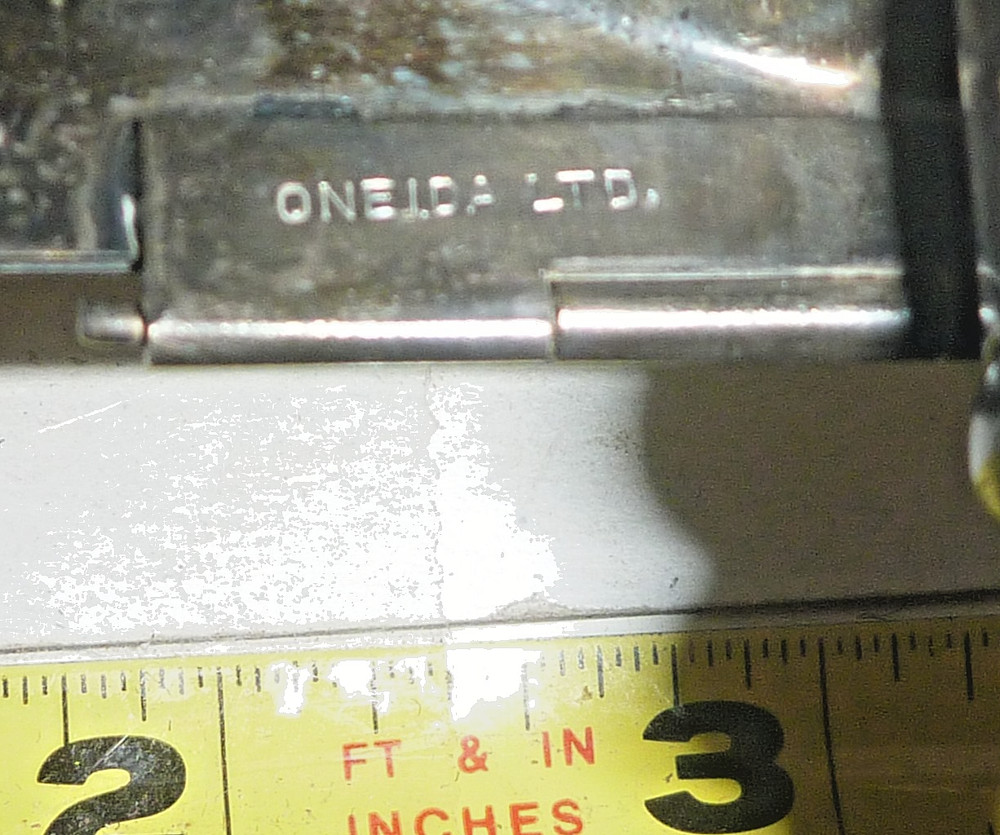 ONEIDA LTD.
FT & IN
2 3
INCHES